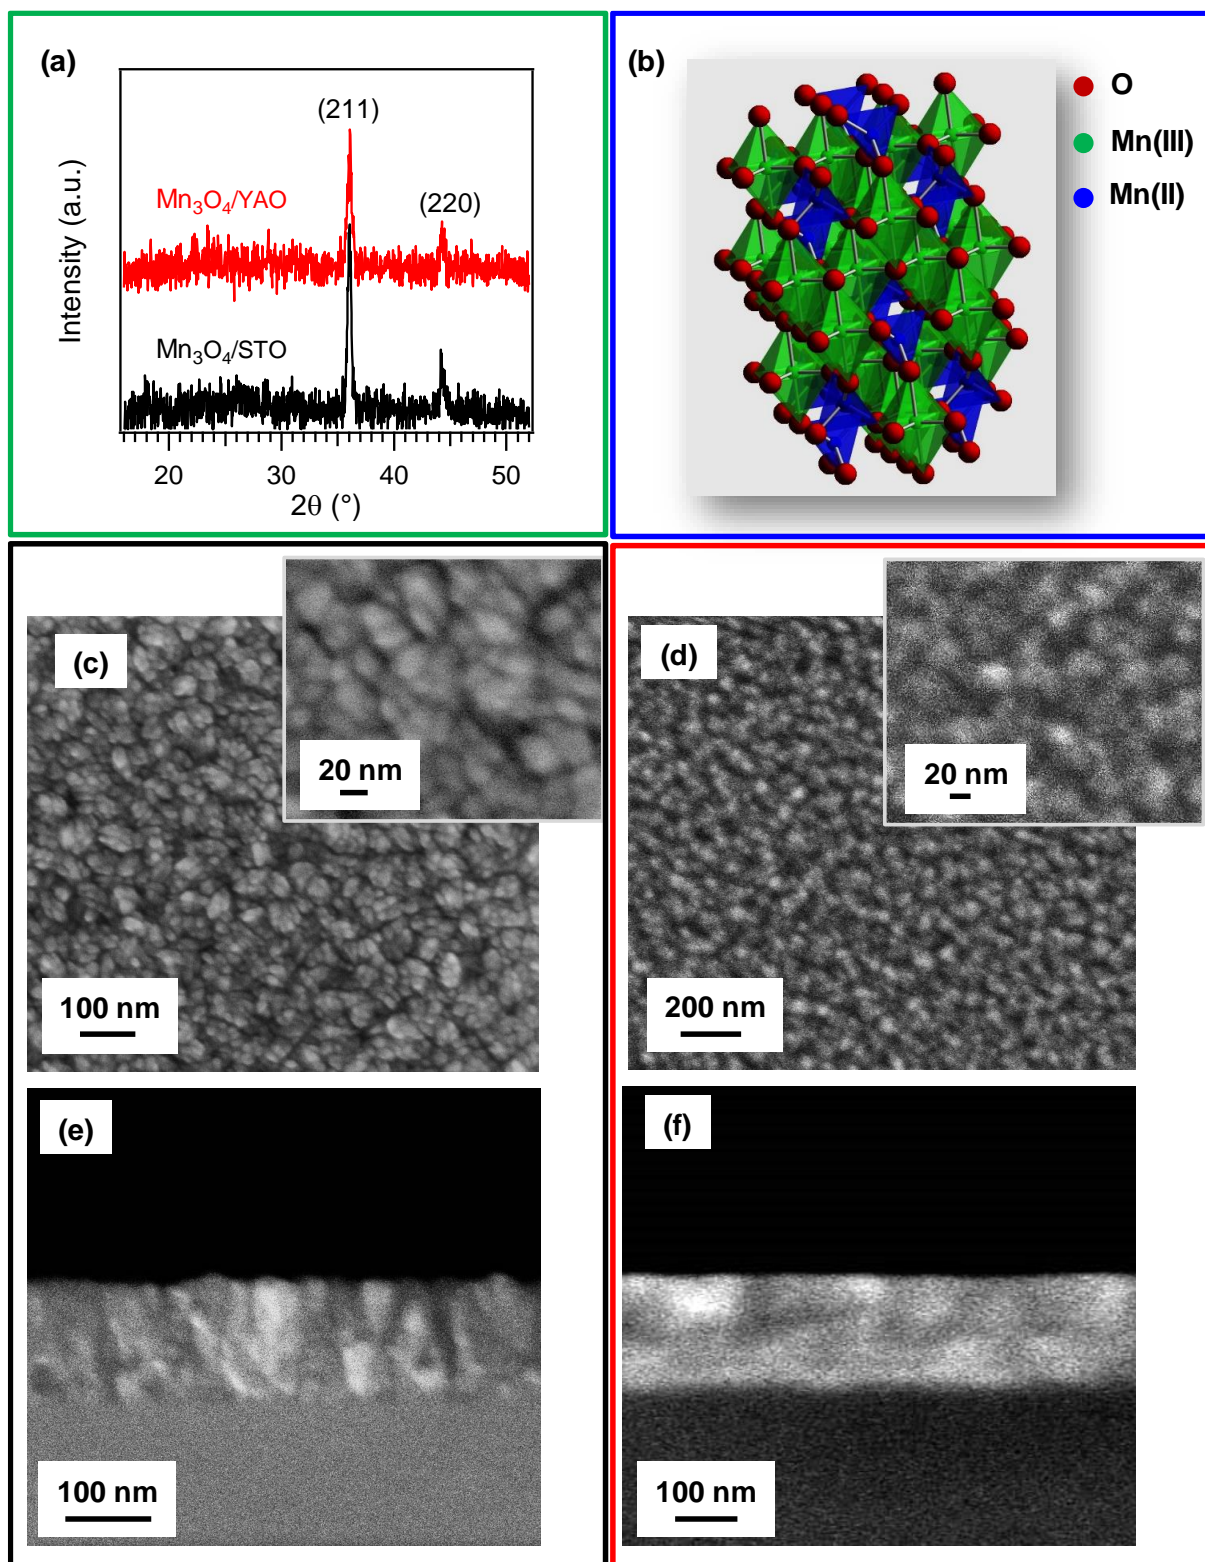 (a)
(211)
Mn₃O₄/YAO
(220)
Mn₃O₄/STO
Intensity (a.u.)
20 30 40 50
2θ (°)
(b)
O
Mn(III)
Mn(II)
(c)
20 nm
100 nm
(d)
20 nm
200 nm
(e)
100 nm
(f)
100 nm